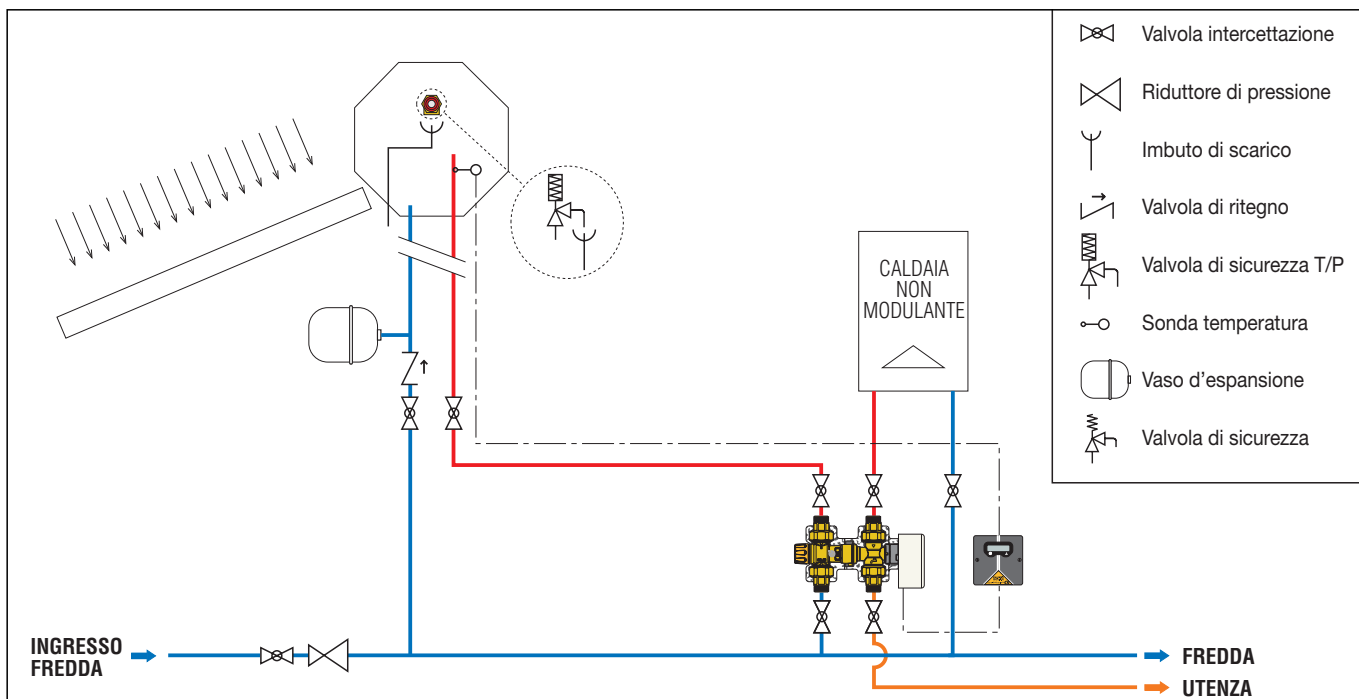 CALDAIA
NON
MODULANTE
INGRESSO
FREDDA
FREDDA
UTENZA
Valvola intercettazione
Riduttore di pressione
Imbuto di scarico
Valvola di ritegno
Valvola di sicurezza T/P
Sonda temperatura
Vaso d’espansione
Valvola di sicurezza